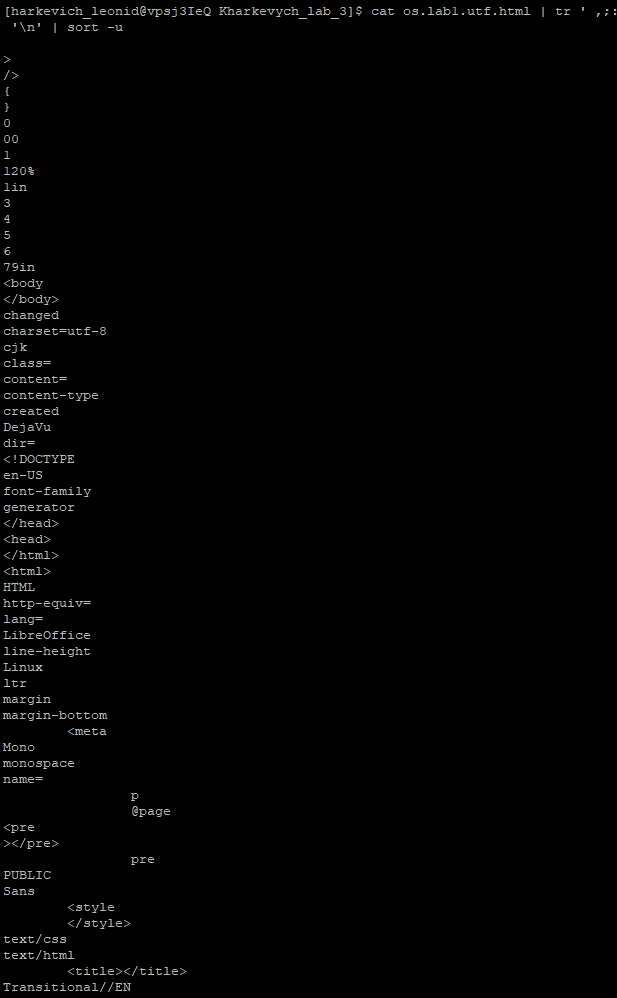 [harkevich_leonid@vpsj3IeQ Kharkevych_lab_3]$ cat os.lab1.utf.html | tr ' ,;:
'\n' | sort -u
>
/>
{
}
0
00
1
120%
1in
3
4
5
6
79in
<body
</body>
changed
charset=utf-8
cjk
class=
content=
content-type
created
DejaVu
dir=
<!DOCTYPE
en-US
font-family
generator
</head>
<head>
</html>
<html>
HTML
http-equiv=
lang=
LibreOffice
line-height
Linux
ltr
margin
margin-bottom
<meta
Mono
monospace
name=
p
@page
<pre
></pre>
pre
PUBLIC
Sans
<style
</style>
text/css
text/html
<title></title>
Transitional//EN